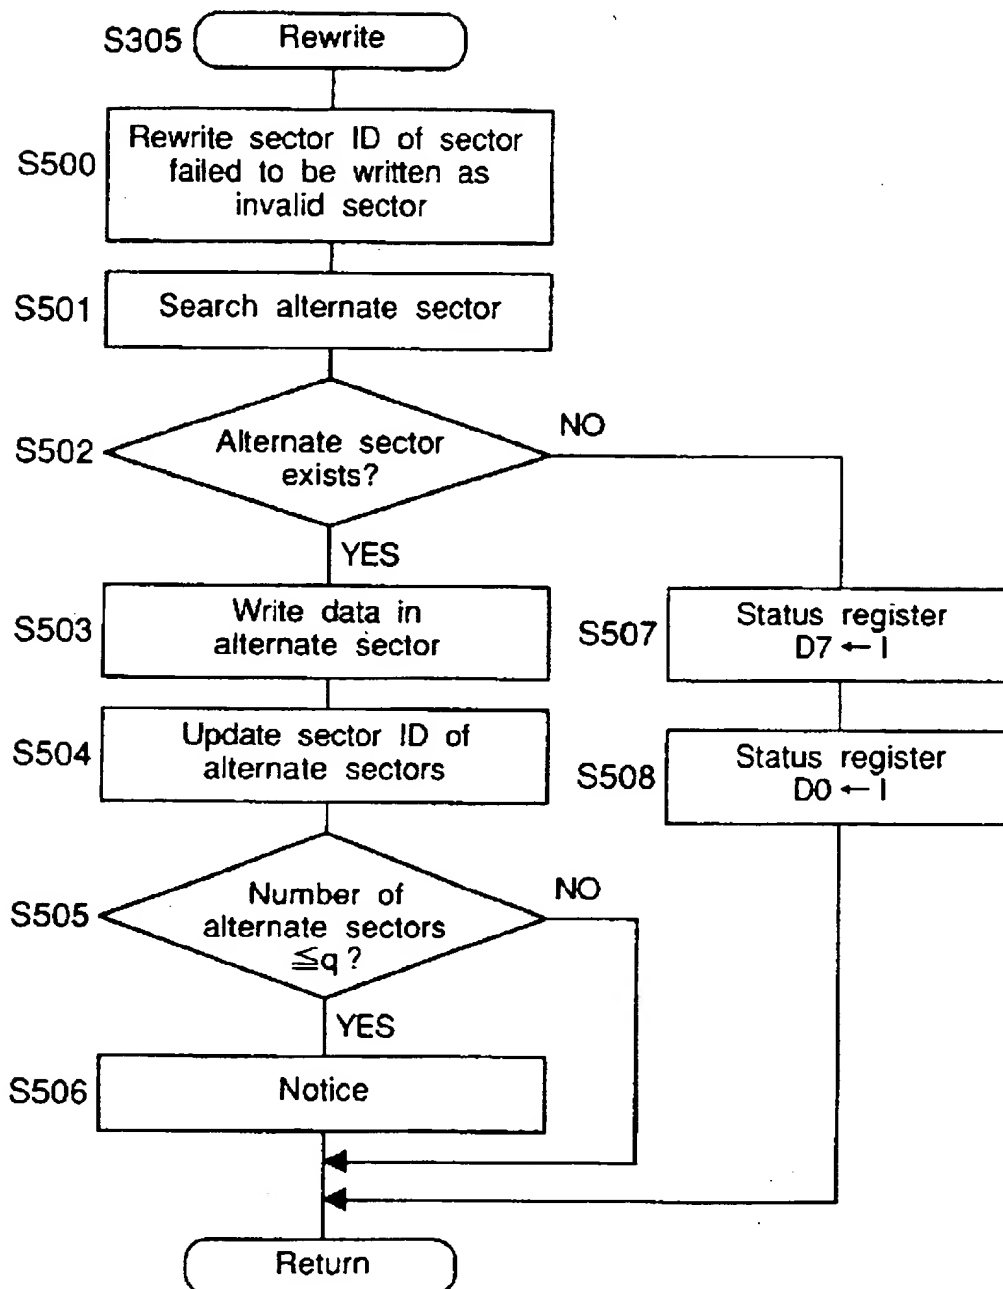 S305
Rewrite
S500
Rewrite sector ID of sector
failed to be written as
invalid sector
S501
Search alternate sector
S502
Alternate sector
exists?
NO
YES
S503
Write data in
alternate sector
S507
Status register
D7 ← I
S504
Update sector ID of
alternate sectors
S508
Status register
D0 ← I
S505
Number of
alternate sectors
≦q ?
NO
YES
S506
Notice
Return